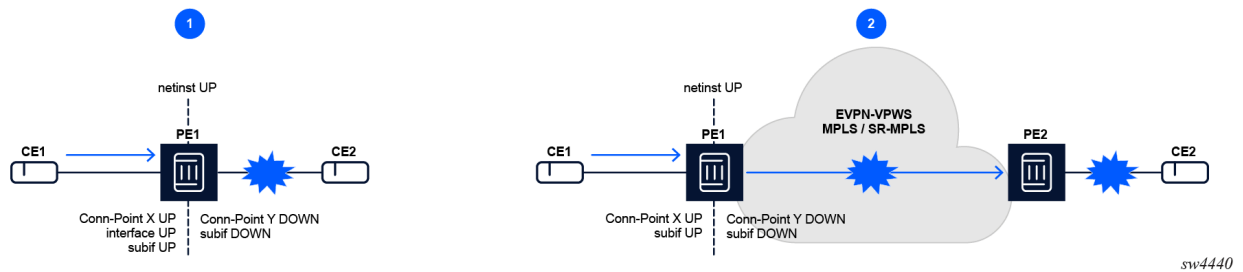 1
netinst UP
PE1
CE1
CE2
Conn-Point X UP
interface UP
subif UP
Conn-Point Y DOWN
subif DOWN
2
netinst UP
EVPN-VPWS
MPLS / SR-MPLS
PE1
PE2
CE1
CE2
Conn-Point X UP
subif UP
Conn-Point Y DOWN
subif DOWN
sw4440